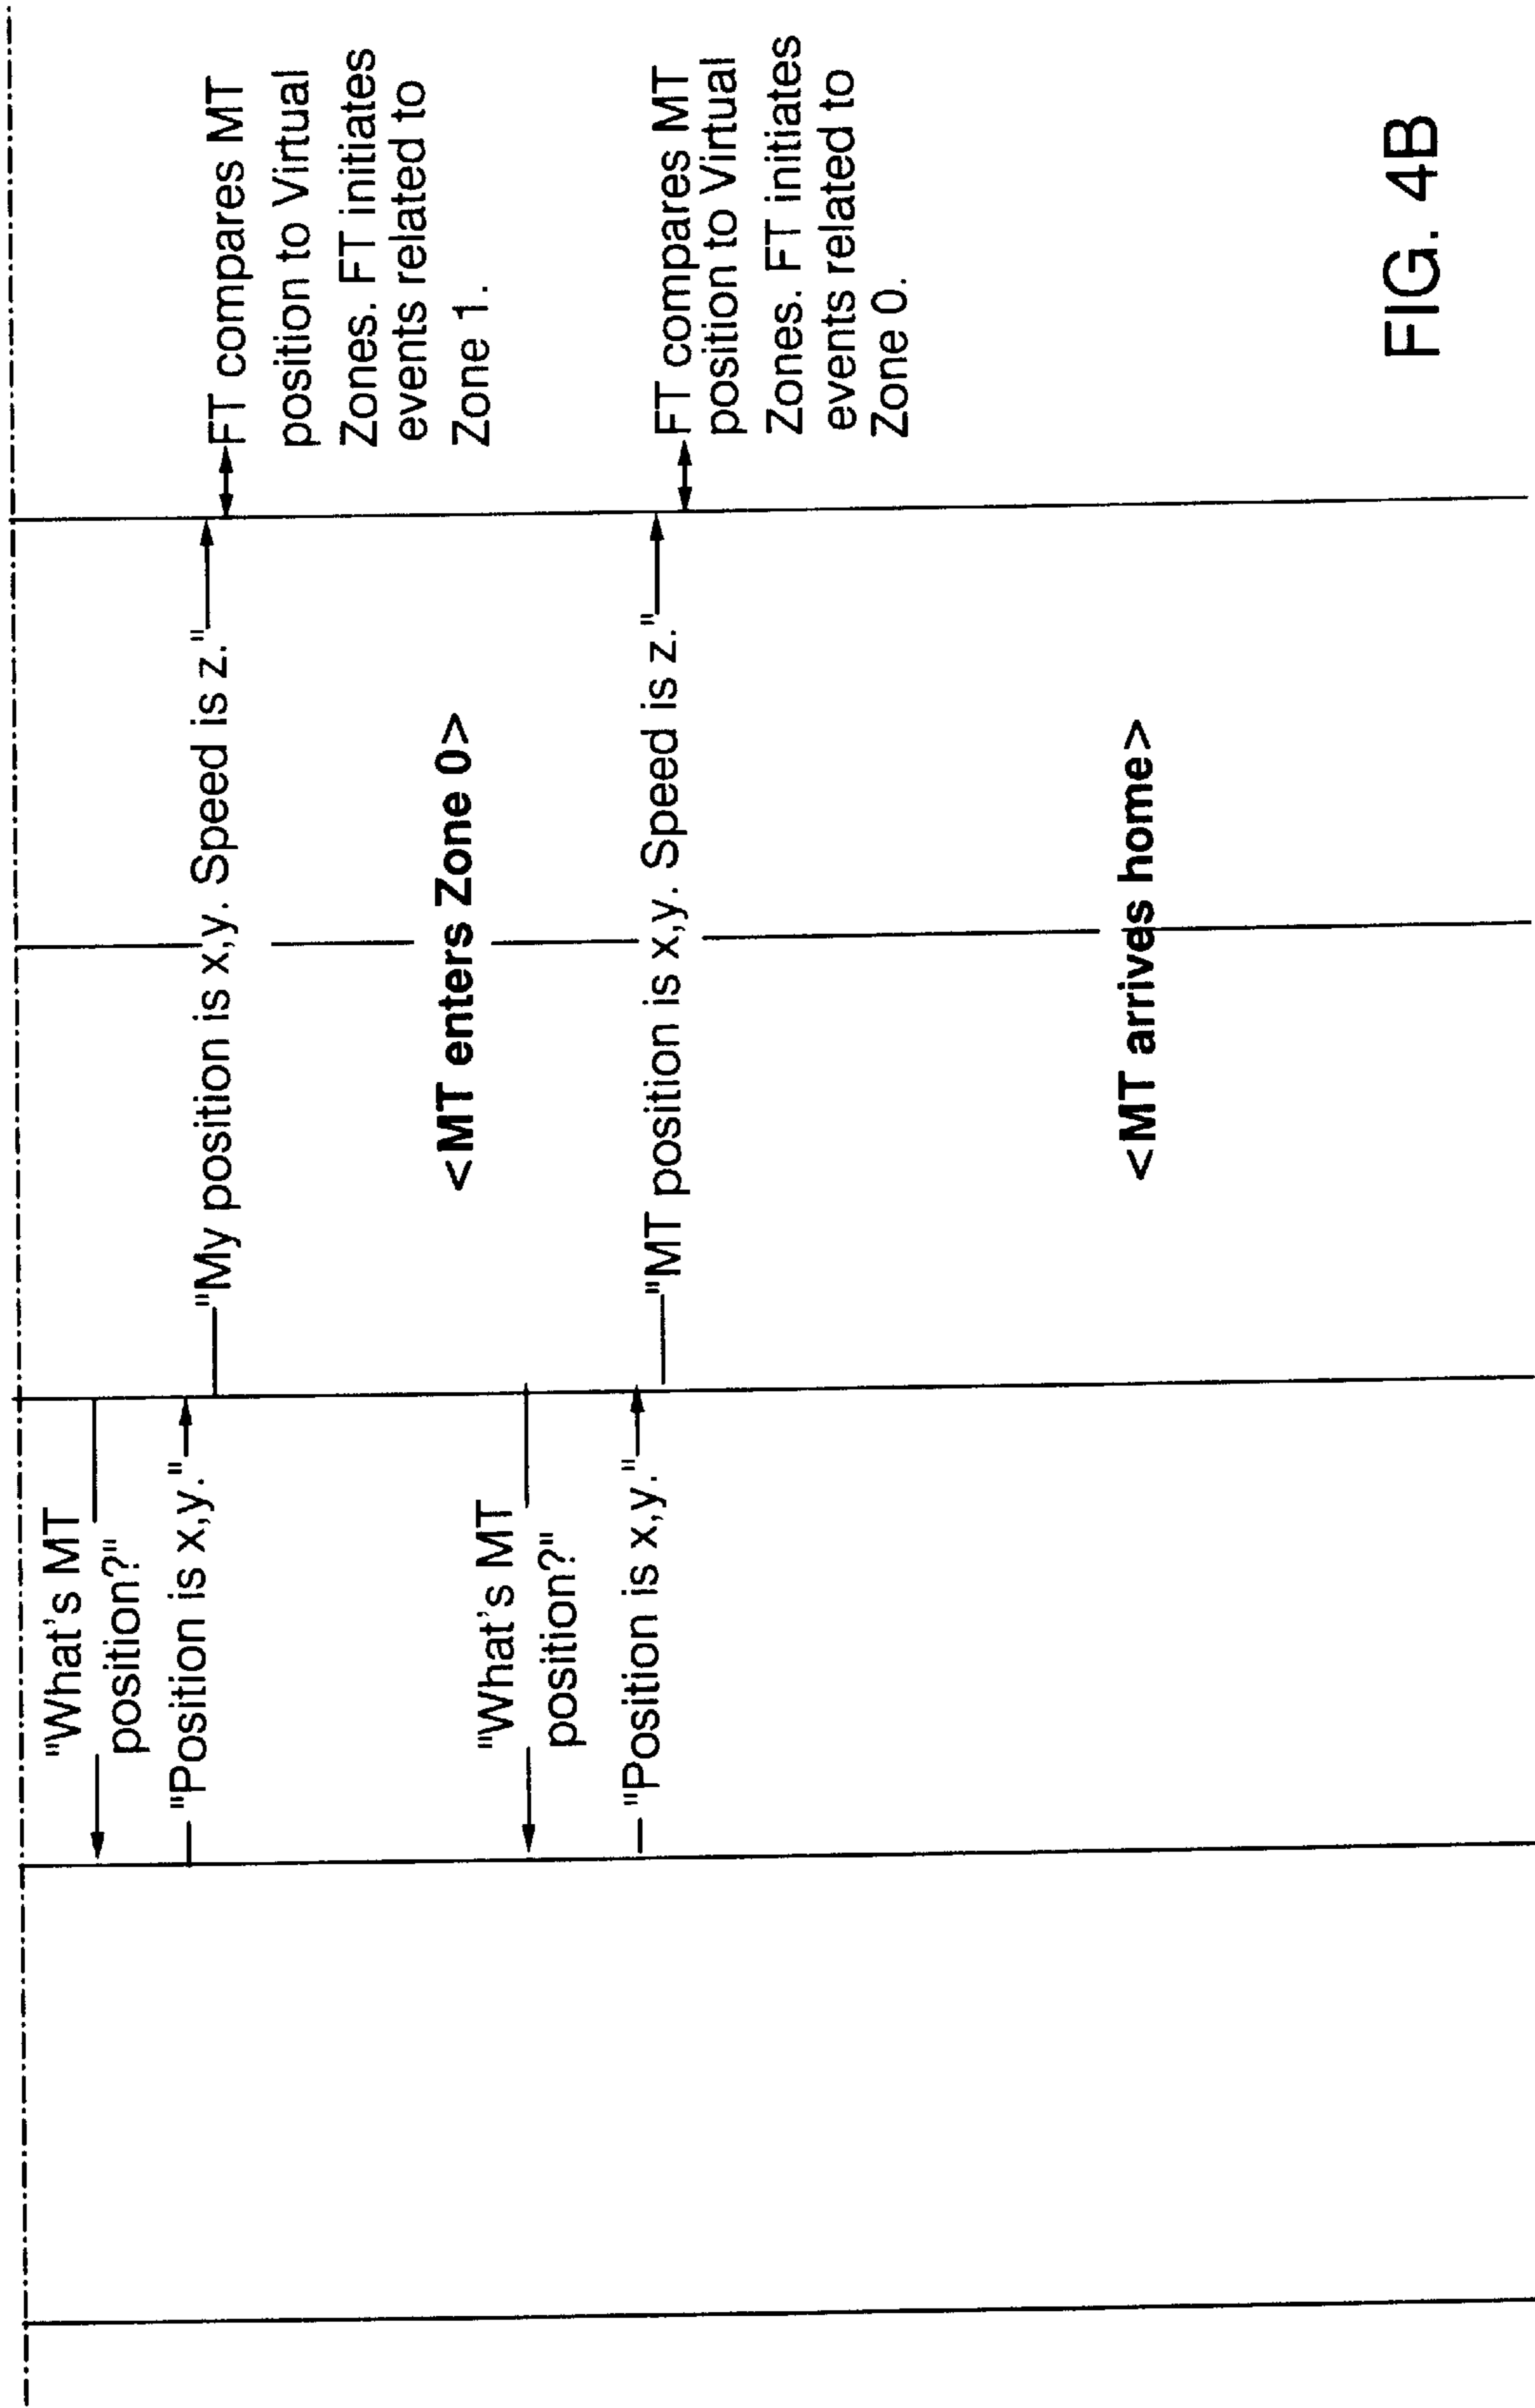 "What's MT
position?"
"Position is x,y."
"My position is x,y. Speed is z."
FT compares MT
position to Virtual
Zones. FT initiates
events related to
Zone 1.
<MT enters Zone 0>
"What's MT
position?"
"Position is x,y."
"MT position is x,y. Speed is z."
FT compares MT
position to Virtual
Zones. FT initiates
events related to
Zone 0.
<MT arrives home>
FIG. 4B